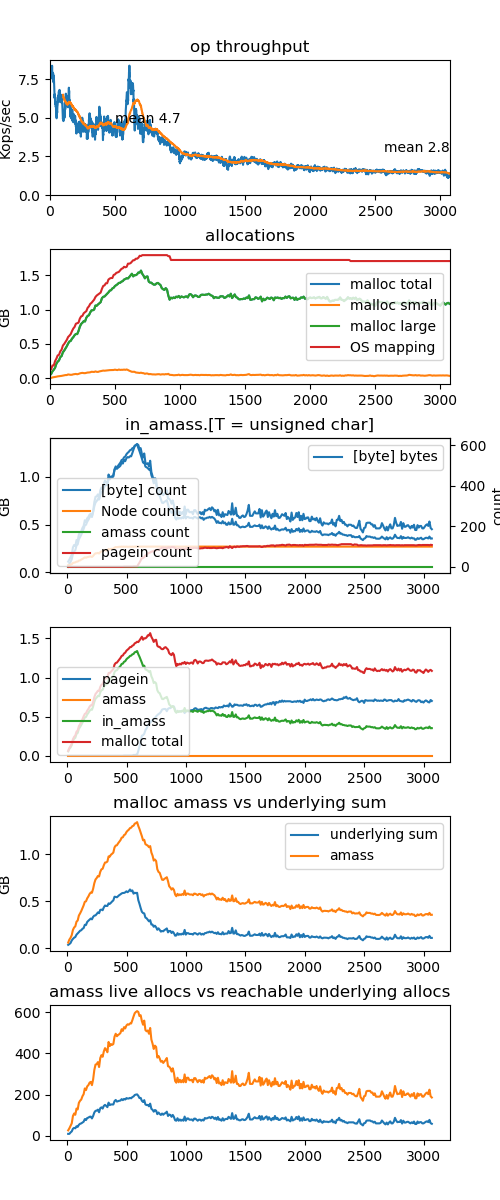 op throughput
Kops/sec
7.5
5.0
2.5
0.0
mean 4.7
mean 2.8
0 500 1000 1500 2000 2500 3000
allocations
GB
1.5
1.0
0.5
0.0
malloc total
malloc small
malloc large
OS mapping
0 500 1000 1500 2000 2500 3000
in_amass.[T = unsigned char]
GB
1.0
0.5
0.0
[byte] count
Node count
amass count
pagein count
[byte] bytes
600
400
200
0
count
0 500 1000 1500 2000 2500 3000
1.5
1.0
0.5
0.0
pagein
amass
in_amass
malloc total
0 500 1000 1500 2000 2500 3000
malloc amass vs underlying sum
GB
1.0
0.5
0.0
underlying sum
amass
0 500 1000 1500 2000 2500 3000
amass live allocs vs reachable underlying allocs
600
400
200
0
0 500 1000 1500 2000 2500 3000